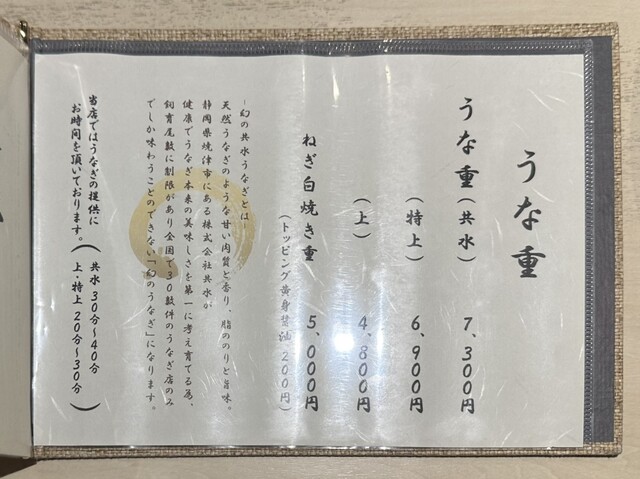 うな重
うな重(共水) 7,300円
(特上) 6,900円
(上) 4,800円
ねぎ白焼き重 5,000円
(トッピング黄身醤油 200円)
-幻の共水うなぎとは-
天然うなぎのような甘い肉質と香り、脂ののりと旨味。
静岡県焼津市にある株式会社共水が
健康でうなぎ本来の美味しさを第一に考え育てる為、
飼育尾数に制限があり全国で30数件のうなぎ店のみ
でしか味わうことのできない「幻のうなぎ」になります。
当店ではうなぎの提供に
お時間を頂いております。
(共水 30分~40分
上・特上 20分~30分)